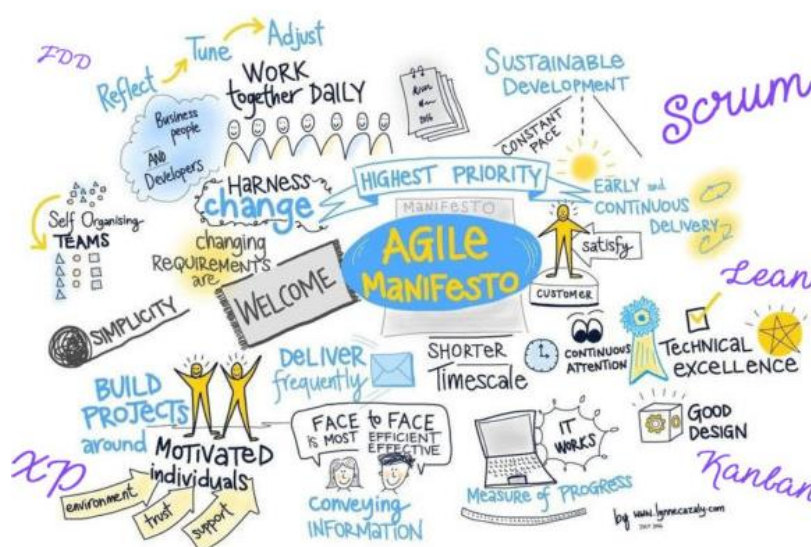 FDD
Reflect
Tune
Adjust
WORK
together DAILY
Business
people
AND
Developers
SUSTAINABLE
DEVELOPMENT
CONSTANT
PACE
Scrum
HARNESS
change
HIGHEST PRIORITY
EARLY and
CONTINUOUS
DELIVERY
Self Organising
TEAMS
changing
REQUIREMENTS
are
WELCOME
MANIFESTO
AGILE
MANIFESTO
satisfy
CUSTOMER
Lean
SIMPLICITY
DELIVER
frequently
SHORTER
Timescale
CONTINUOUS
ATTENTION
TECHNICAL
EXCELLENCE
BUILD
PROJECTS
around
MOTIVATED
individuals
FACE to FACE
IS MOST EFFICIENT
EFFECTIVE
conveying
INFORMATION
IT
WORKS
Measure of PROGRESS
GOOD
DESIGN
XP
environment
trust
support
Kanban
by www.lynnecazaly.com